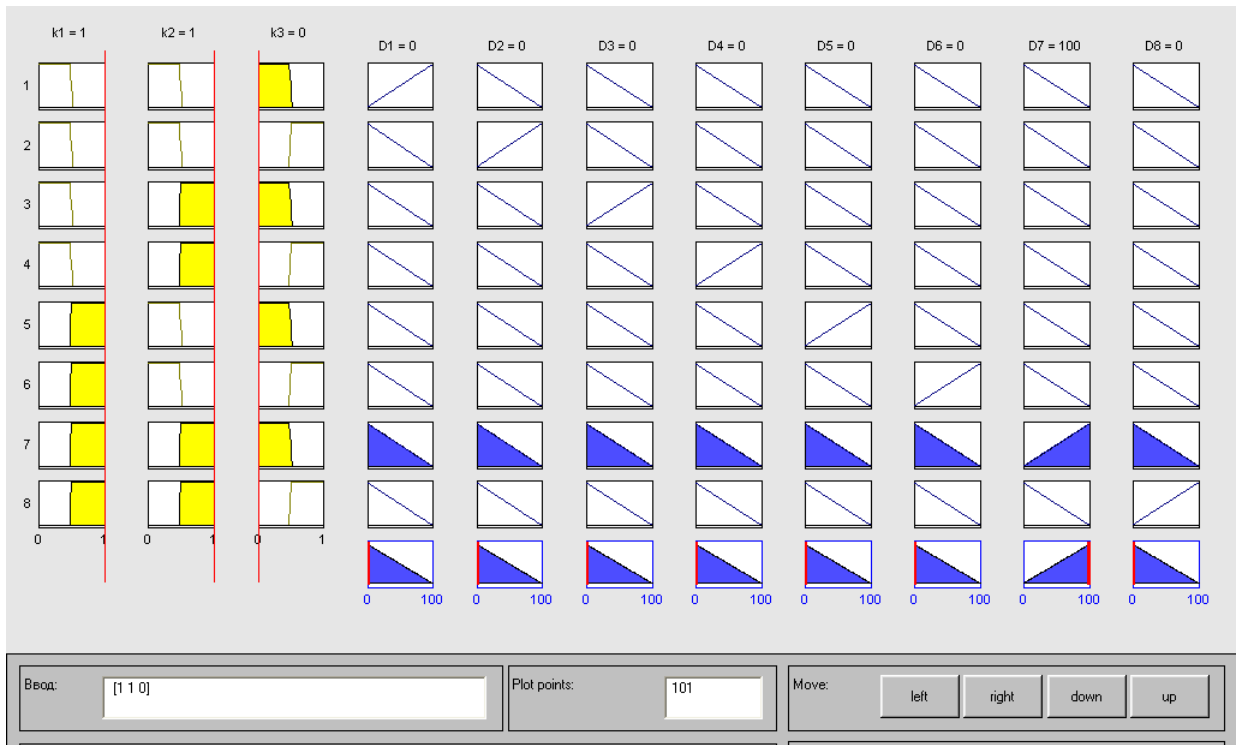 k1 = 1 k2 = 1 k3 = 0 D1 = 0 D2 = 0 D3 = 0 D4 = 0 D5 = 0 D6 = 0 D7 = 100 D8 = 0
1
2
3
4
5
6
7
8
0 1 0 1 0 1
0 100 0 100 0 100 0 100 0 100 0 100 0 100 0 100
Ввод: [1 1 0] Plot points: 101 Move: left right down up